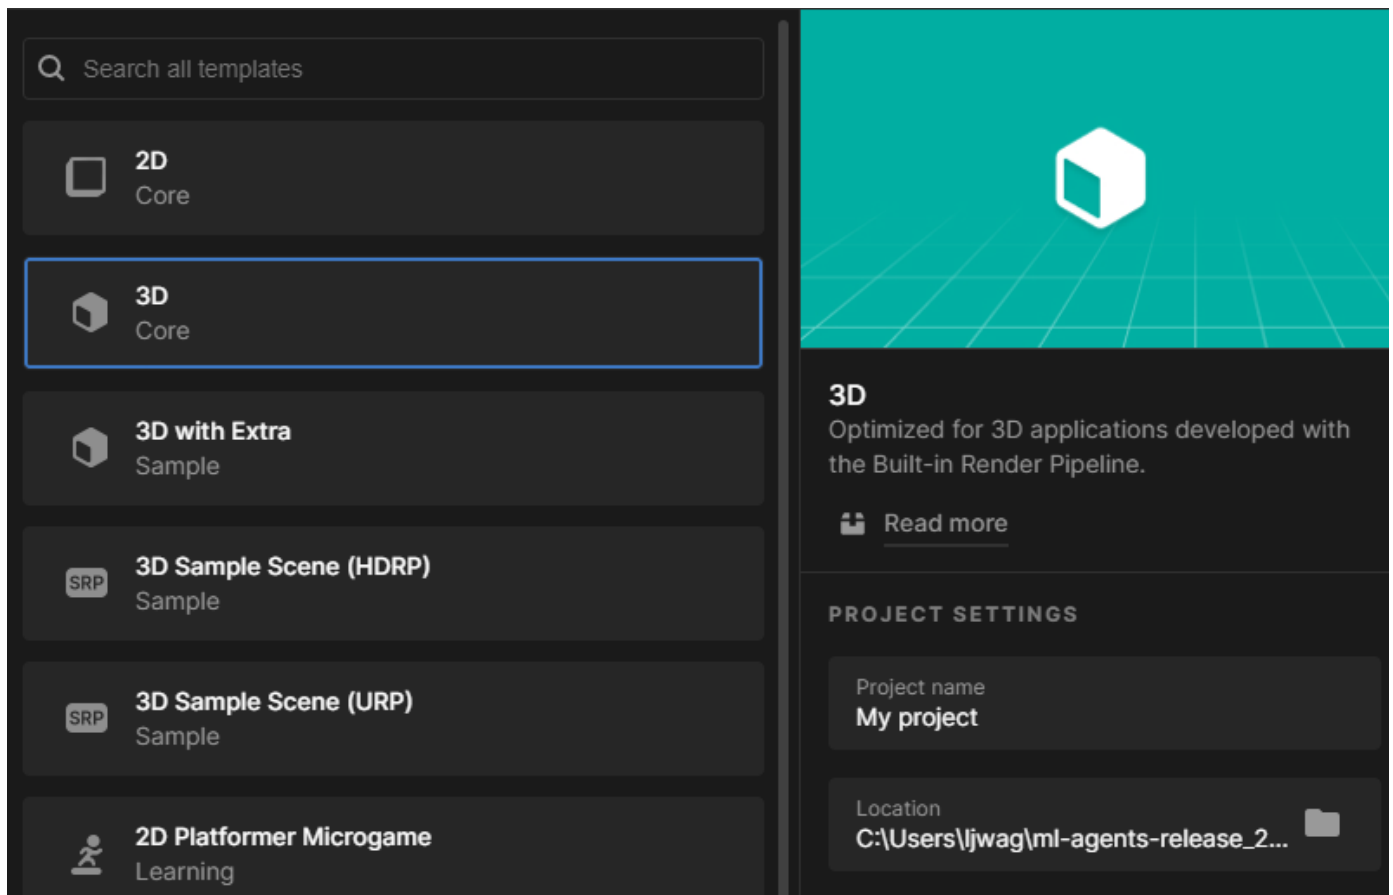 Search all templates
2D
Core
3D
Core
3D with Extra
Sample
SRP
3D Sample Scene (HDRP)
Sample
SRP
3D Sample Scene (URP)
Sample
2D Platformer Microgame
Learning
3D
Optimized for 3D applications developed with
the Built-in Render Pipeline.
Read more
PROJECT SETTINGS
Project name
My project
Location
C:\Users\ljwag\ml-agents-release_2...